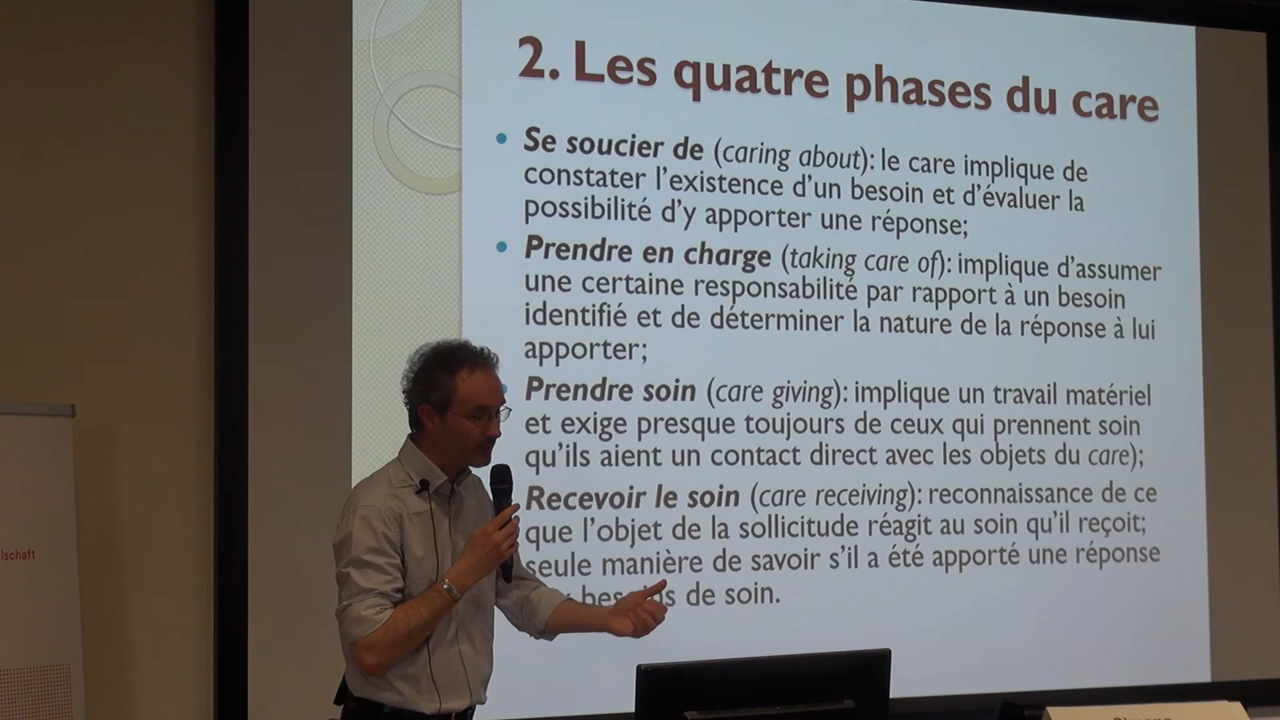 2. Les quatre phases du care
• Se soucier de (caring about): le care implique de
constater l'existence d'un besoin et d'évaluer la
possibilité d'y apporter une réponse;
• Prendre en charge (taking care of): implique d'assumer
une certaine responsabilité par rapport à un besoin
identifié et de déterminer la nature de la réponse à lui
apporter;
Prendre soin (care giving): implique un travail matériel
et exige presque toujours de ceux qui prennent soin
qu'ils aient un contact direct avec les objets du care);
Recevoir le soin (care receiving): reconnaissance de ce
que l'objet de la sollicitude réagit au soin qu'il reçoit;
seule manière de savoir s'il a été apporté une réponse
de soin.
lschaft